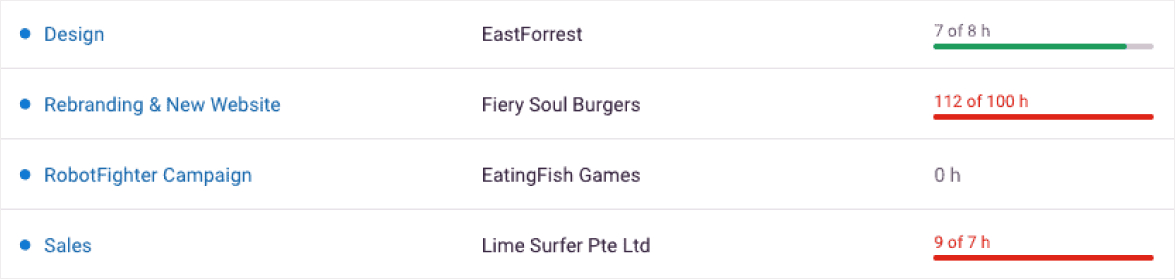 Design EastForrest 7 of 8 h
Rebranding & New Website Fiery Soul Burgers 112 of 100 h
RobotFighter Campaign EatingFish Games 0 h
Sales Lime Surfer Pte Ltd 9 of 7 h